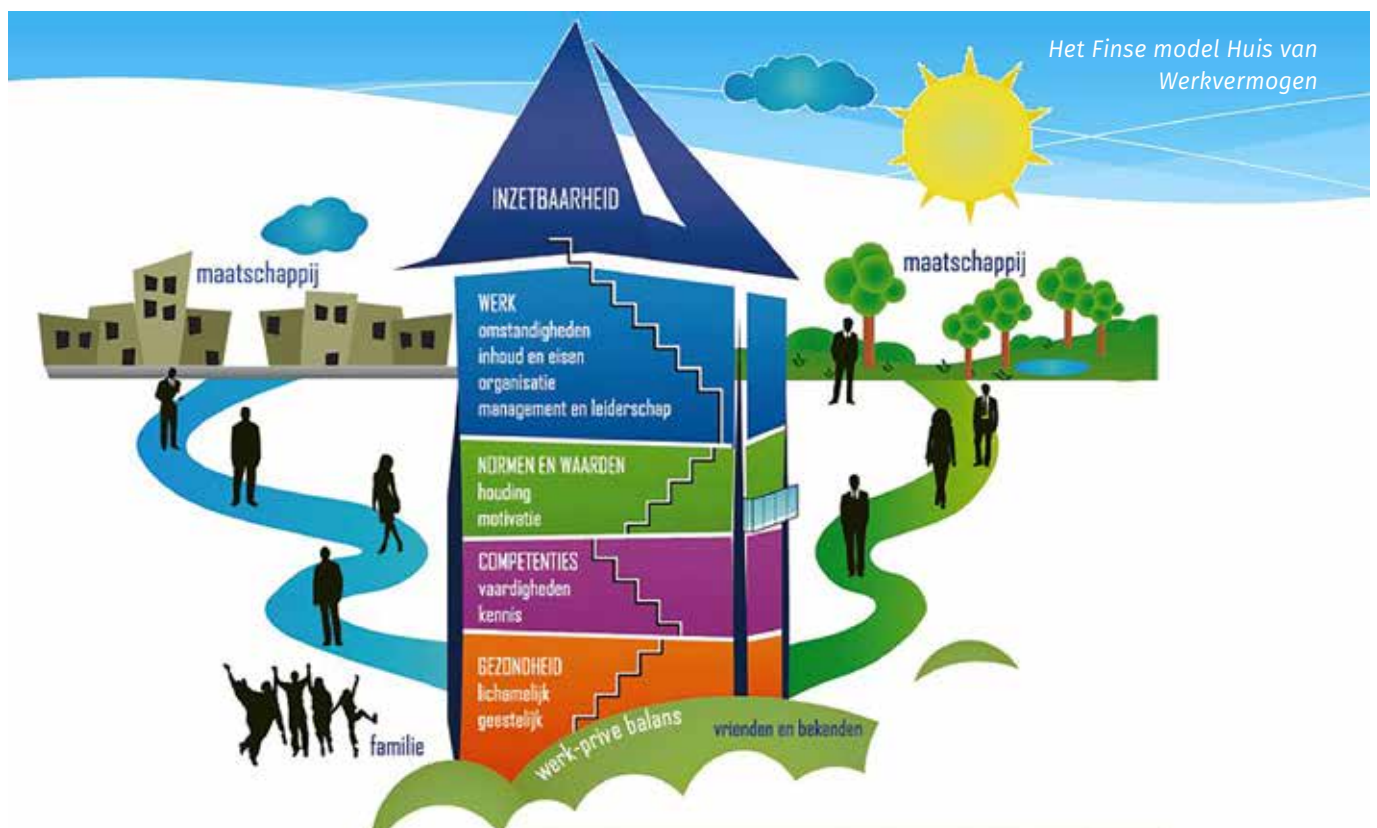 Het Finse model Huis van
Werkvermogen
INZETBAARHEID
maatschappij
maatschappij
WERK
omstandigheden
inhoud en eisen
organisatie
management en leiderschap
NORMEN EN WAARDEN
houding
motivatie
COMPETENTIES
vaardigheden
kennis
GEZONDHEID
lichamelijk
geestelijk
familie
werk-prive balans
vrienden en bekenden